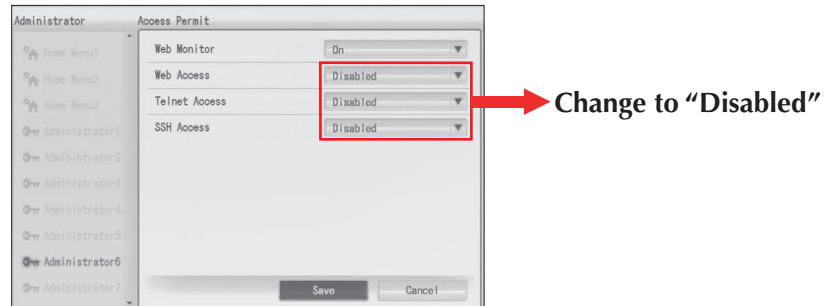 Administrator
Access Permit
Home Menu1
Home Menu2
Home Menu3
Administrator1
Administrator2
Administrator3
Administrator4
Administrator5
Administrator6
Administrator7
Web Monitor On
Web Access Disabled
Telnet Access Disabled
SSH Access Disabled
Save Cancel
Change to “Disabled”